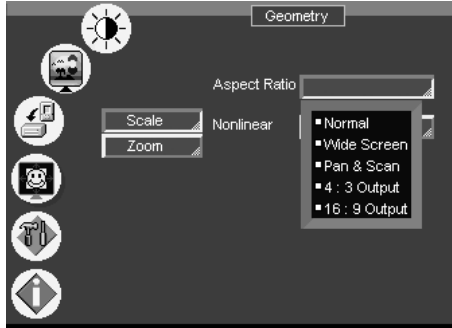 Geometry
Aspect Ratio
Scale
Nonlinear
Zoom
Normal
Wide Screen
Pan & Scan
4 : 3 Output
16 : 9 Output